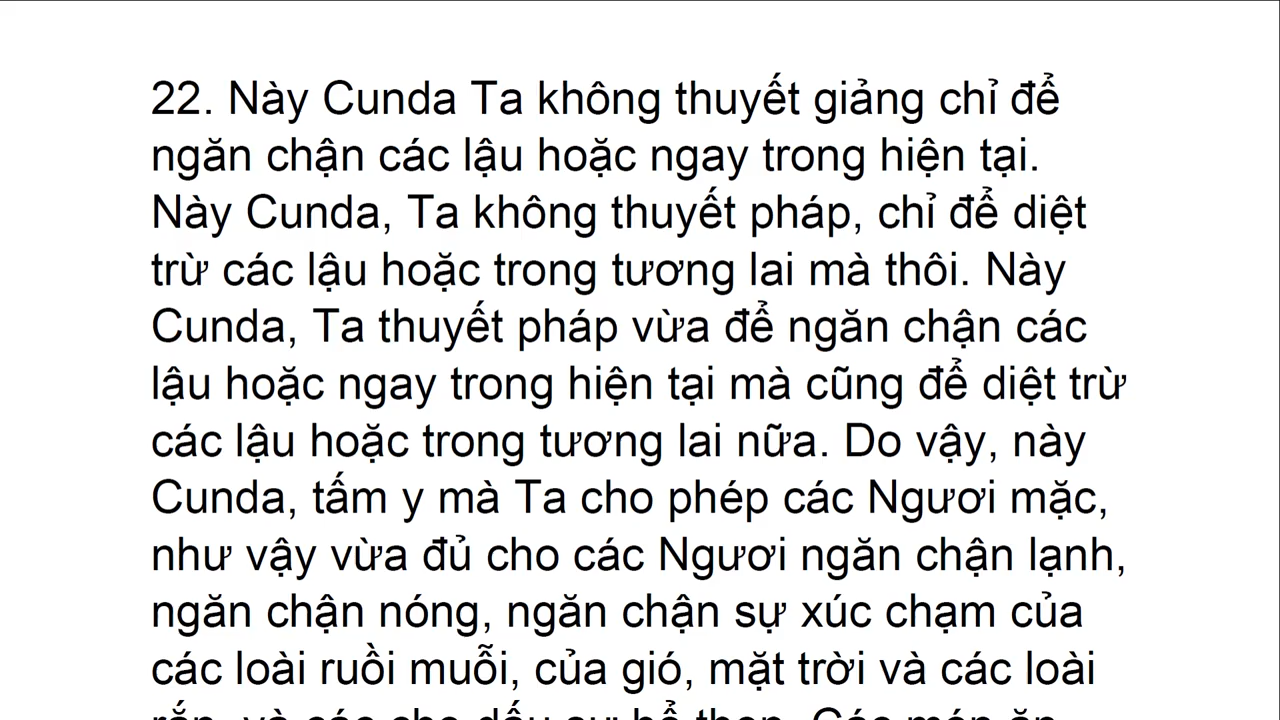 22. Này Cunda Ta không thuyết giảng chỉ để
ngăn chận các lậu hoặc ngay trong hiện tại.
Này Cunda, Ta không thuyết pháp, chỉ để diệt
trừ các lậu hoặc trong tương lai mà thôi. Này
Cunda, Ta thuyết pháp vừa để ngăn chận các
lậu hoặc ngay trong hiện tại mà cũng để diệt trừ
các lậu hoặc trong tương lai nữa. Do vậy, này
Cunda, tấm y mà Ta cho phép các Ngươi mặc,
như vậy vừa đủ cho các Ngươi ngăn chận lạnh,
ngăn chận nóng, ngăn chận sự xúc chạm của
các loài ruồi muỗi, của gió, mặt trời và các loài